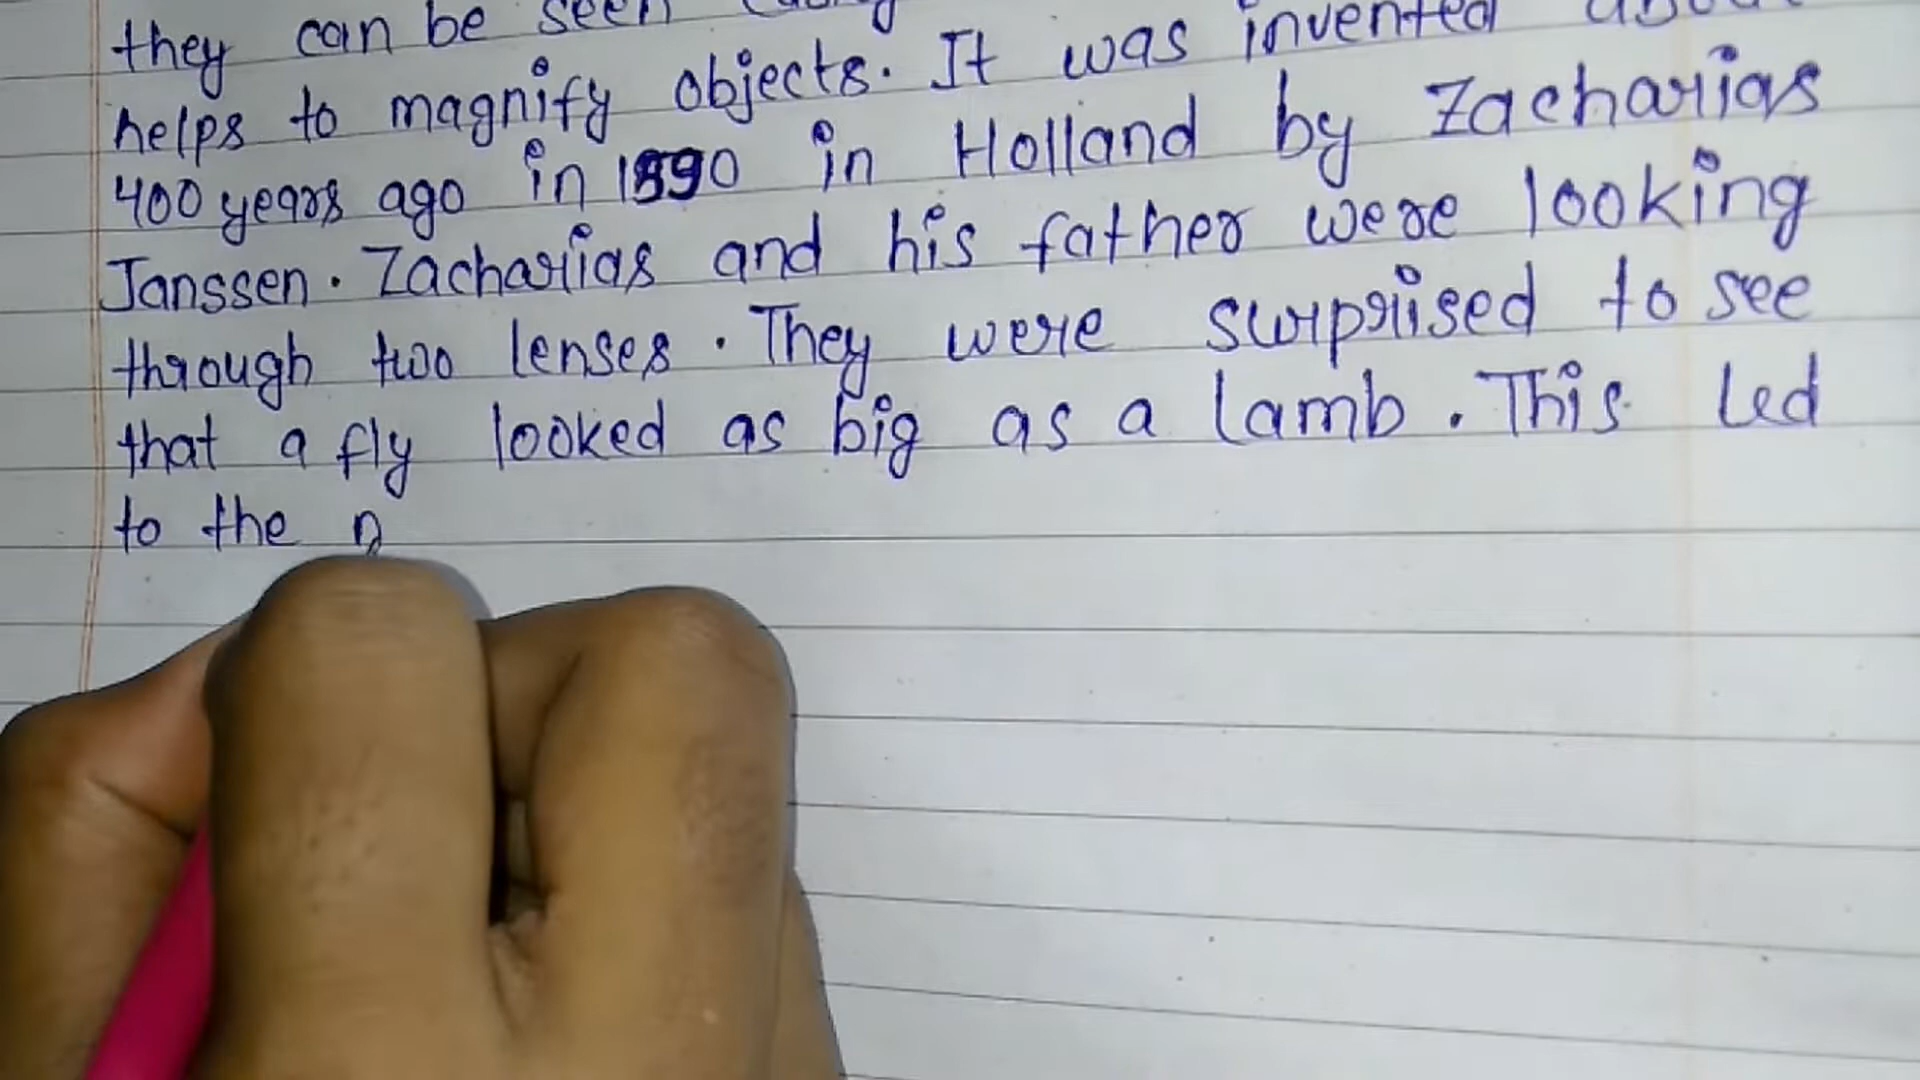 they can be seen
helps to magnify objects. It was invented about
400 years ago in 1590 in Holland by Zacharias
Janssen. Zacharias and his father were looking
through two lenses. They were surprised to see
that a fly looked as big as a lamb. This led
to the